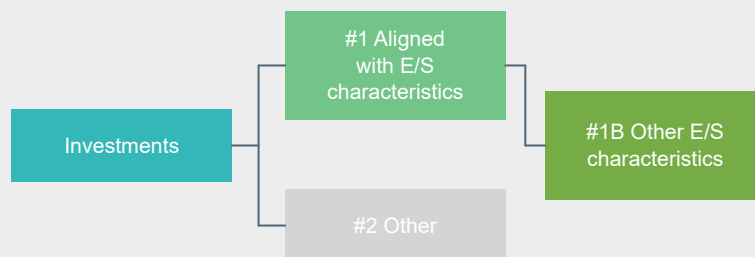 #1 Aligned
with E/S
characteristics
Investments
#1B Other E/S
characteristics
#2 Other